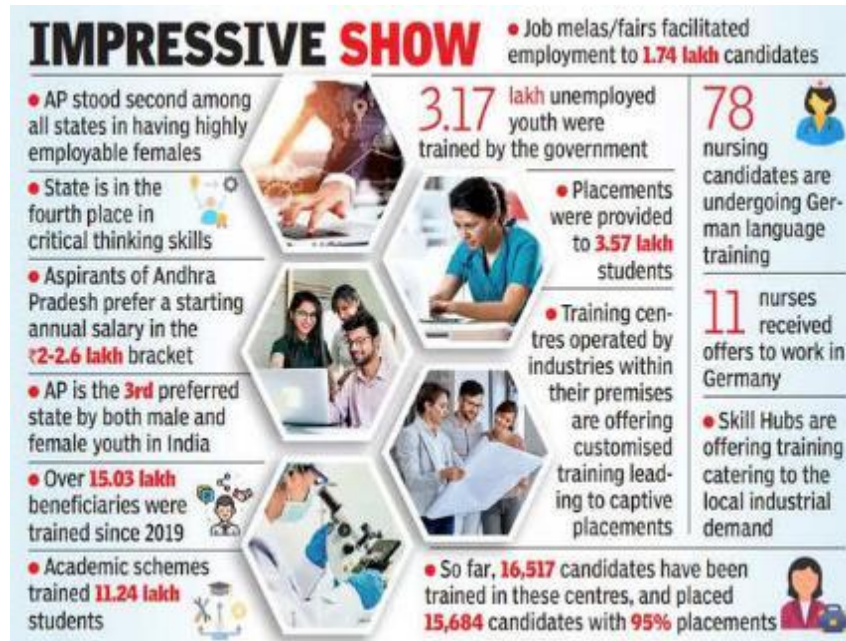 IMPRESSIVE SHOW
• Job melas/fairs facilitated
employment to 1.74 lakh candidates
• AP stood second among
all states in having highly
employable females
• State is in the
fourth place in
critical thinking skills
• Aspirants of Andhra
Pradesh prefer a starting
annual salary in the
₹2-2.6 lakh bracket
• AP is the 3rd preferred
state by both male and
female youth in India
• Over 15.03 lakh
beneficiaries were
trained since 2019
• Academic schemes
trained 11.24 lakh
students
3.17 lakh unemployed
youth were
trained by the government
• Placements
were provided
to 3.57 lakh
students
• Training cen-
tres operated by
industries within
their premises
are offering
customised
training lead-
ing to captive
placements
78
nursing
candidates are
undergoing Ger-
man language
training
11 nurses
received
offers to work in
Germany
• Skill Hubs are
offering training
catering to the
local industrial
demand
• So far, 16,517 candidates have been
trained in these centres, and placed
15,684 candidates with 95% placements